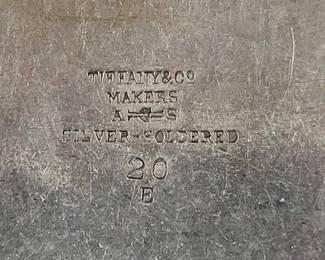 TIFFANY & Co
MAKERS
A S
SILVER-SOLDERED
20
E